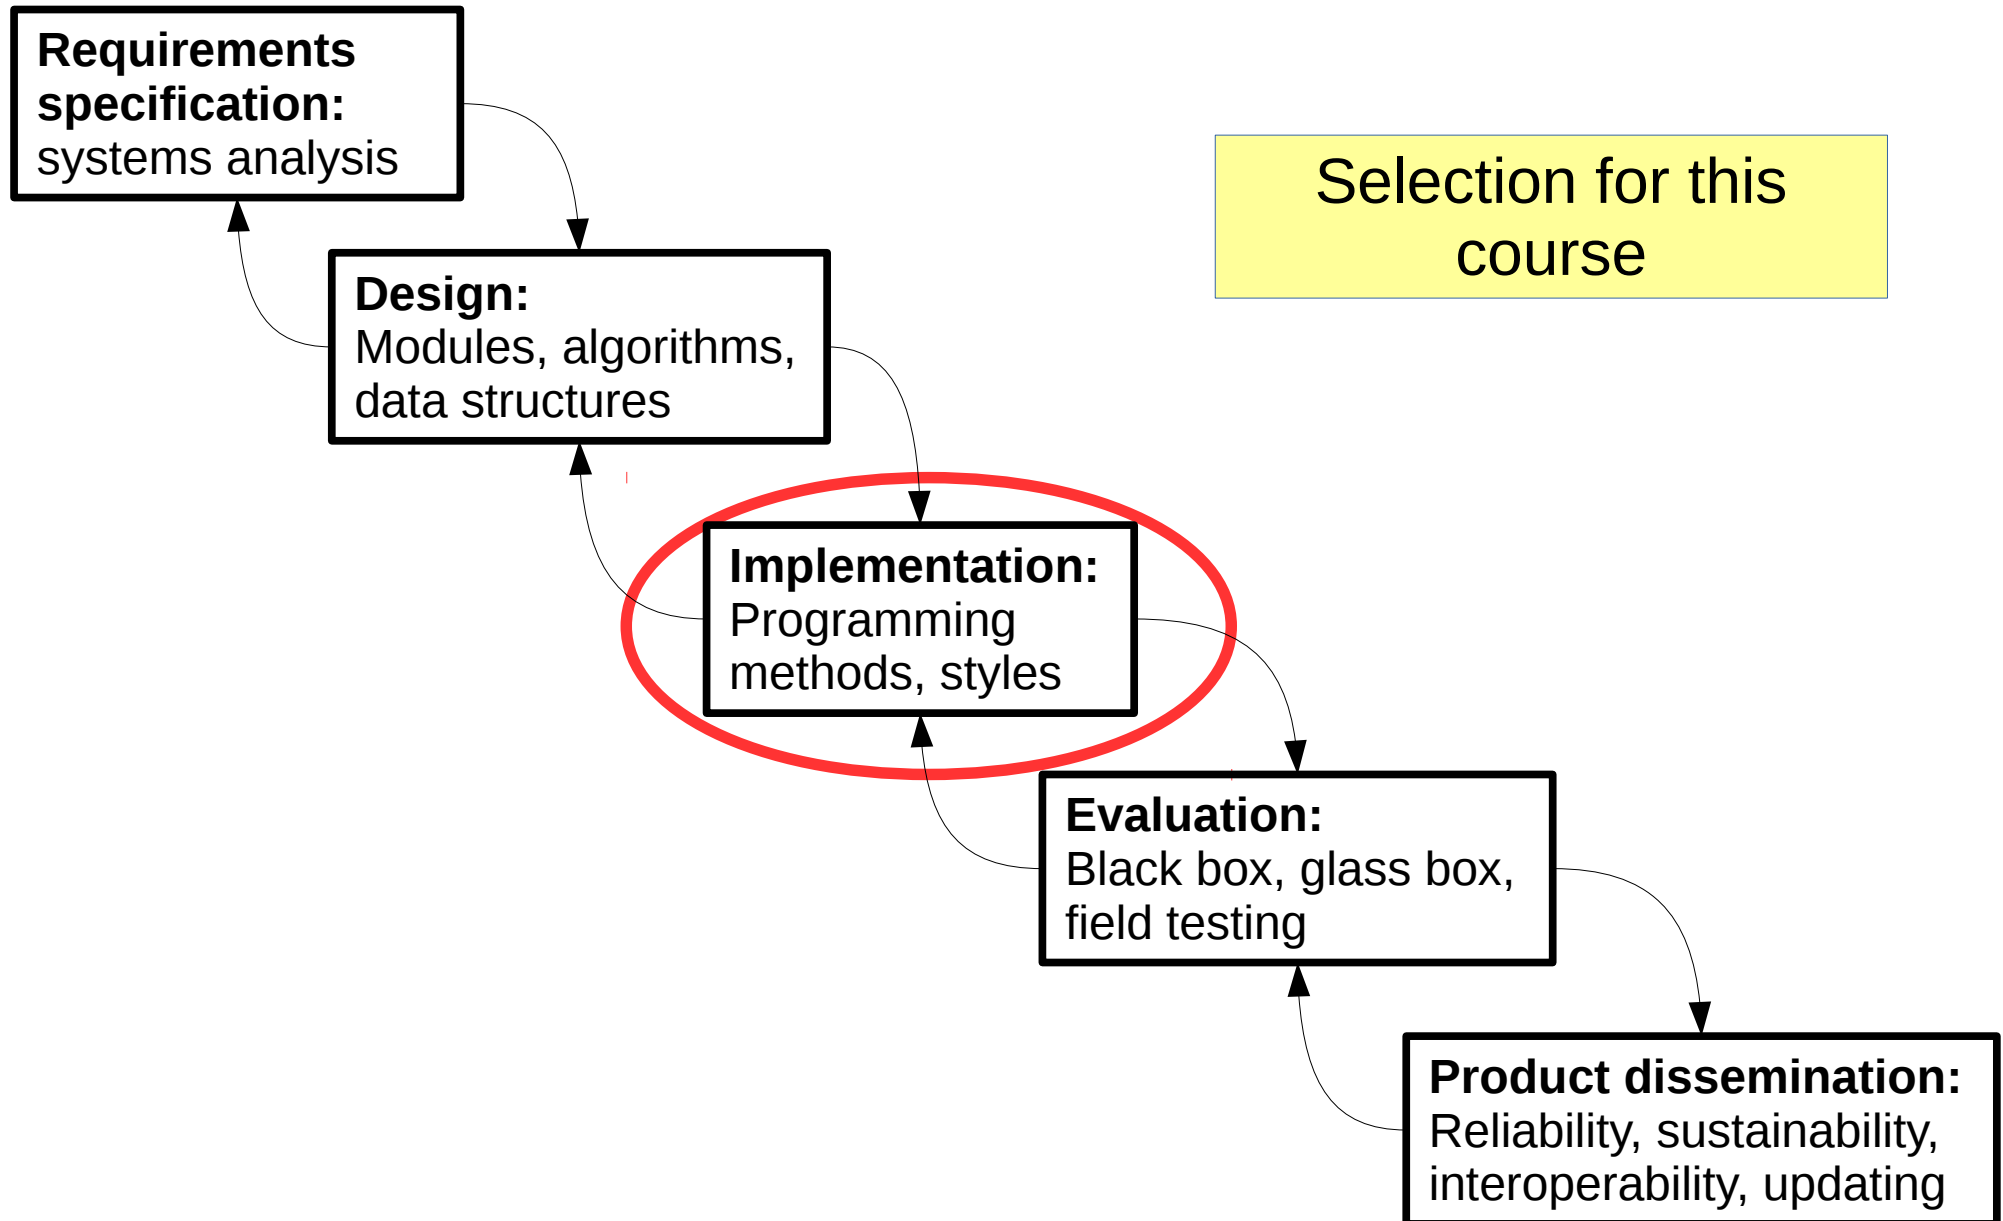 Requirements
specification:
systems analysis
Selection for this
course
Design:
Modules, algorithms,
data structures
Implementation:
Programming
methods, styles
Evaluation:
Black box, glass box,
field testing
Product dissemination:
Reliability, sustainability,
interoperability, updating